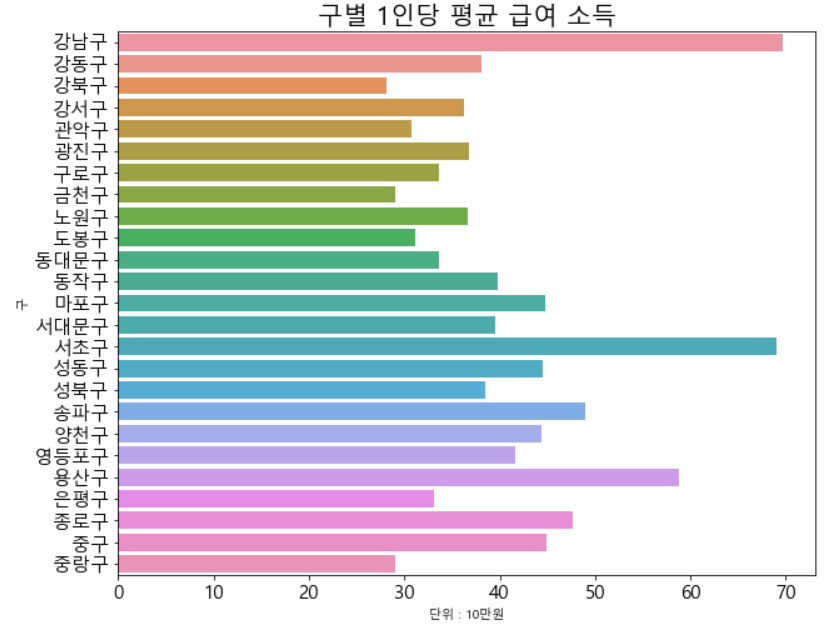 구별 1인당 평균 급여 소득
강남구
강동구
강북구
강서구
관악구
광진구
구로구
금천구
노원구
도봉구
동대문구
동작구
마포구
서대문구
서초구
성동구
성북구
송파구
양천구
영등포구
용산구
은평구
종로구
중구
중랑구
구
0 10 20 30 40 50 60 70
단위 : 10만원